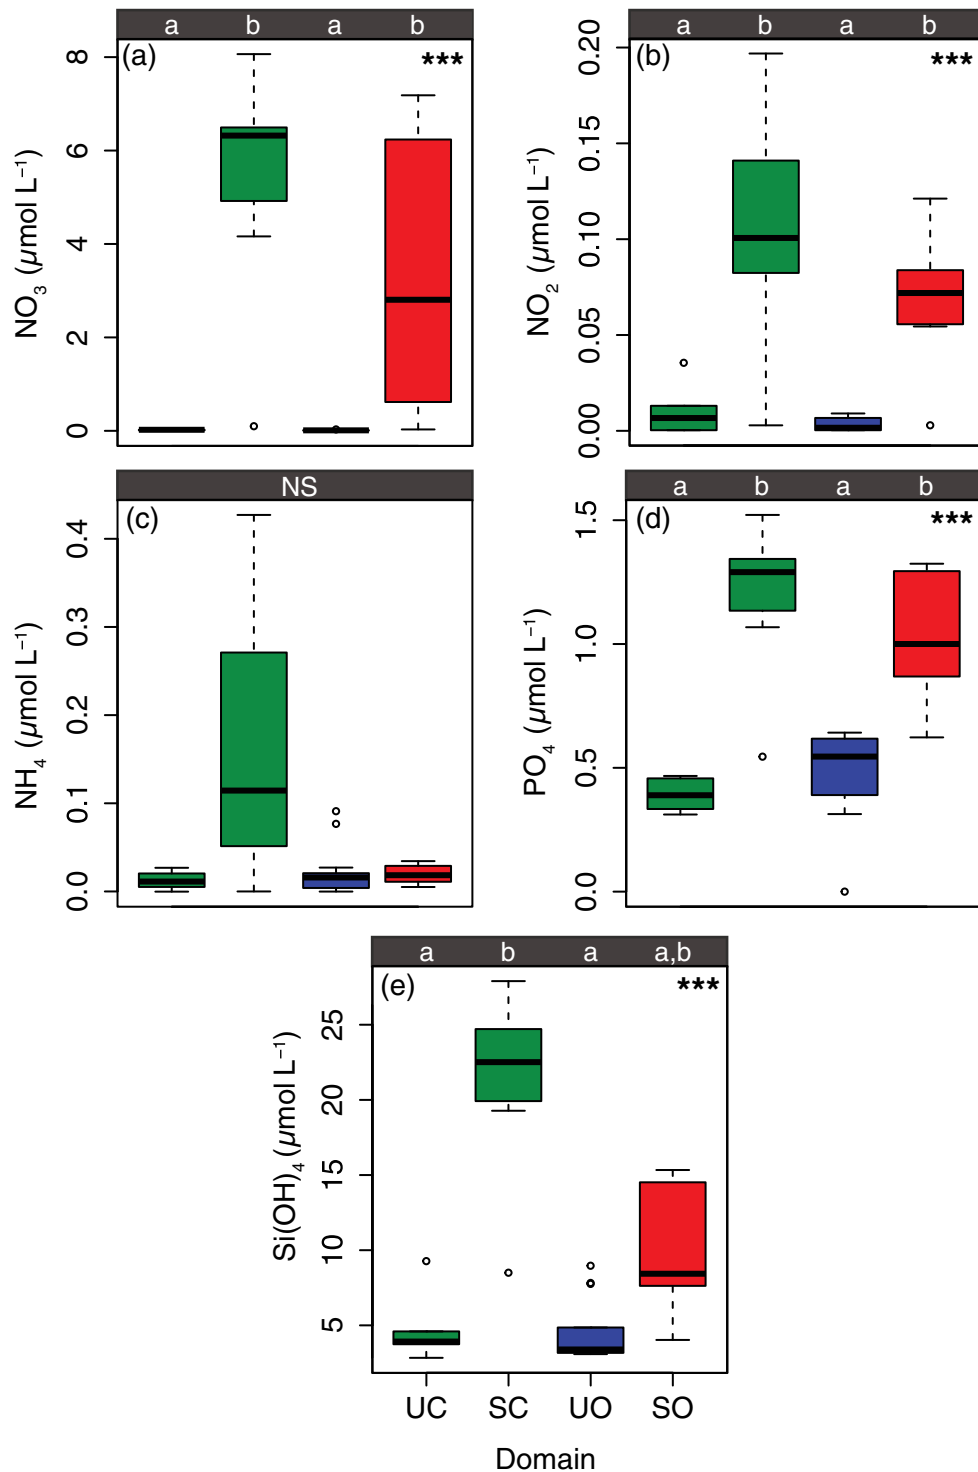 a b a b
(a) ***
NO3 (µmol L−1)
8
6
4
2
0
a b a b
(b) ***
NO2 (µmol L−1)
0.20
0.15
0.10
0.05
0.00
NS
(c)
NH4 (µmol L−1)
0.4
0.3
0.2
0.1
0.0
a b a b
(d) ***
PO4 (µmol L−1)
1.5
1.0
0.5
0.0
a b a a,b
(e) ***
Si(OH)4 (µmol L−1)
25
20
15
10
5
UC SC UO SO
Domain